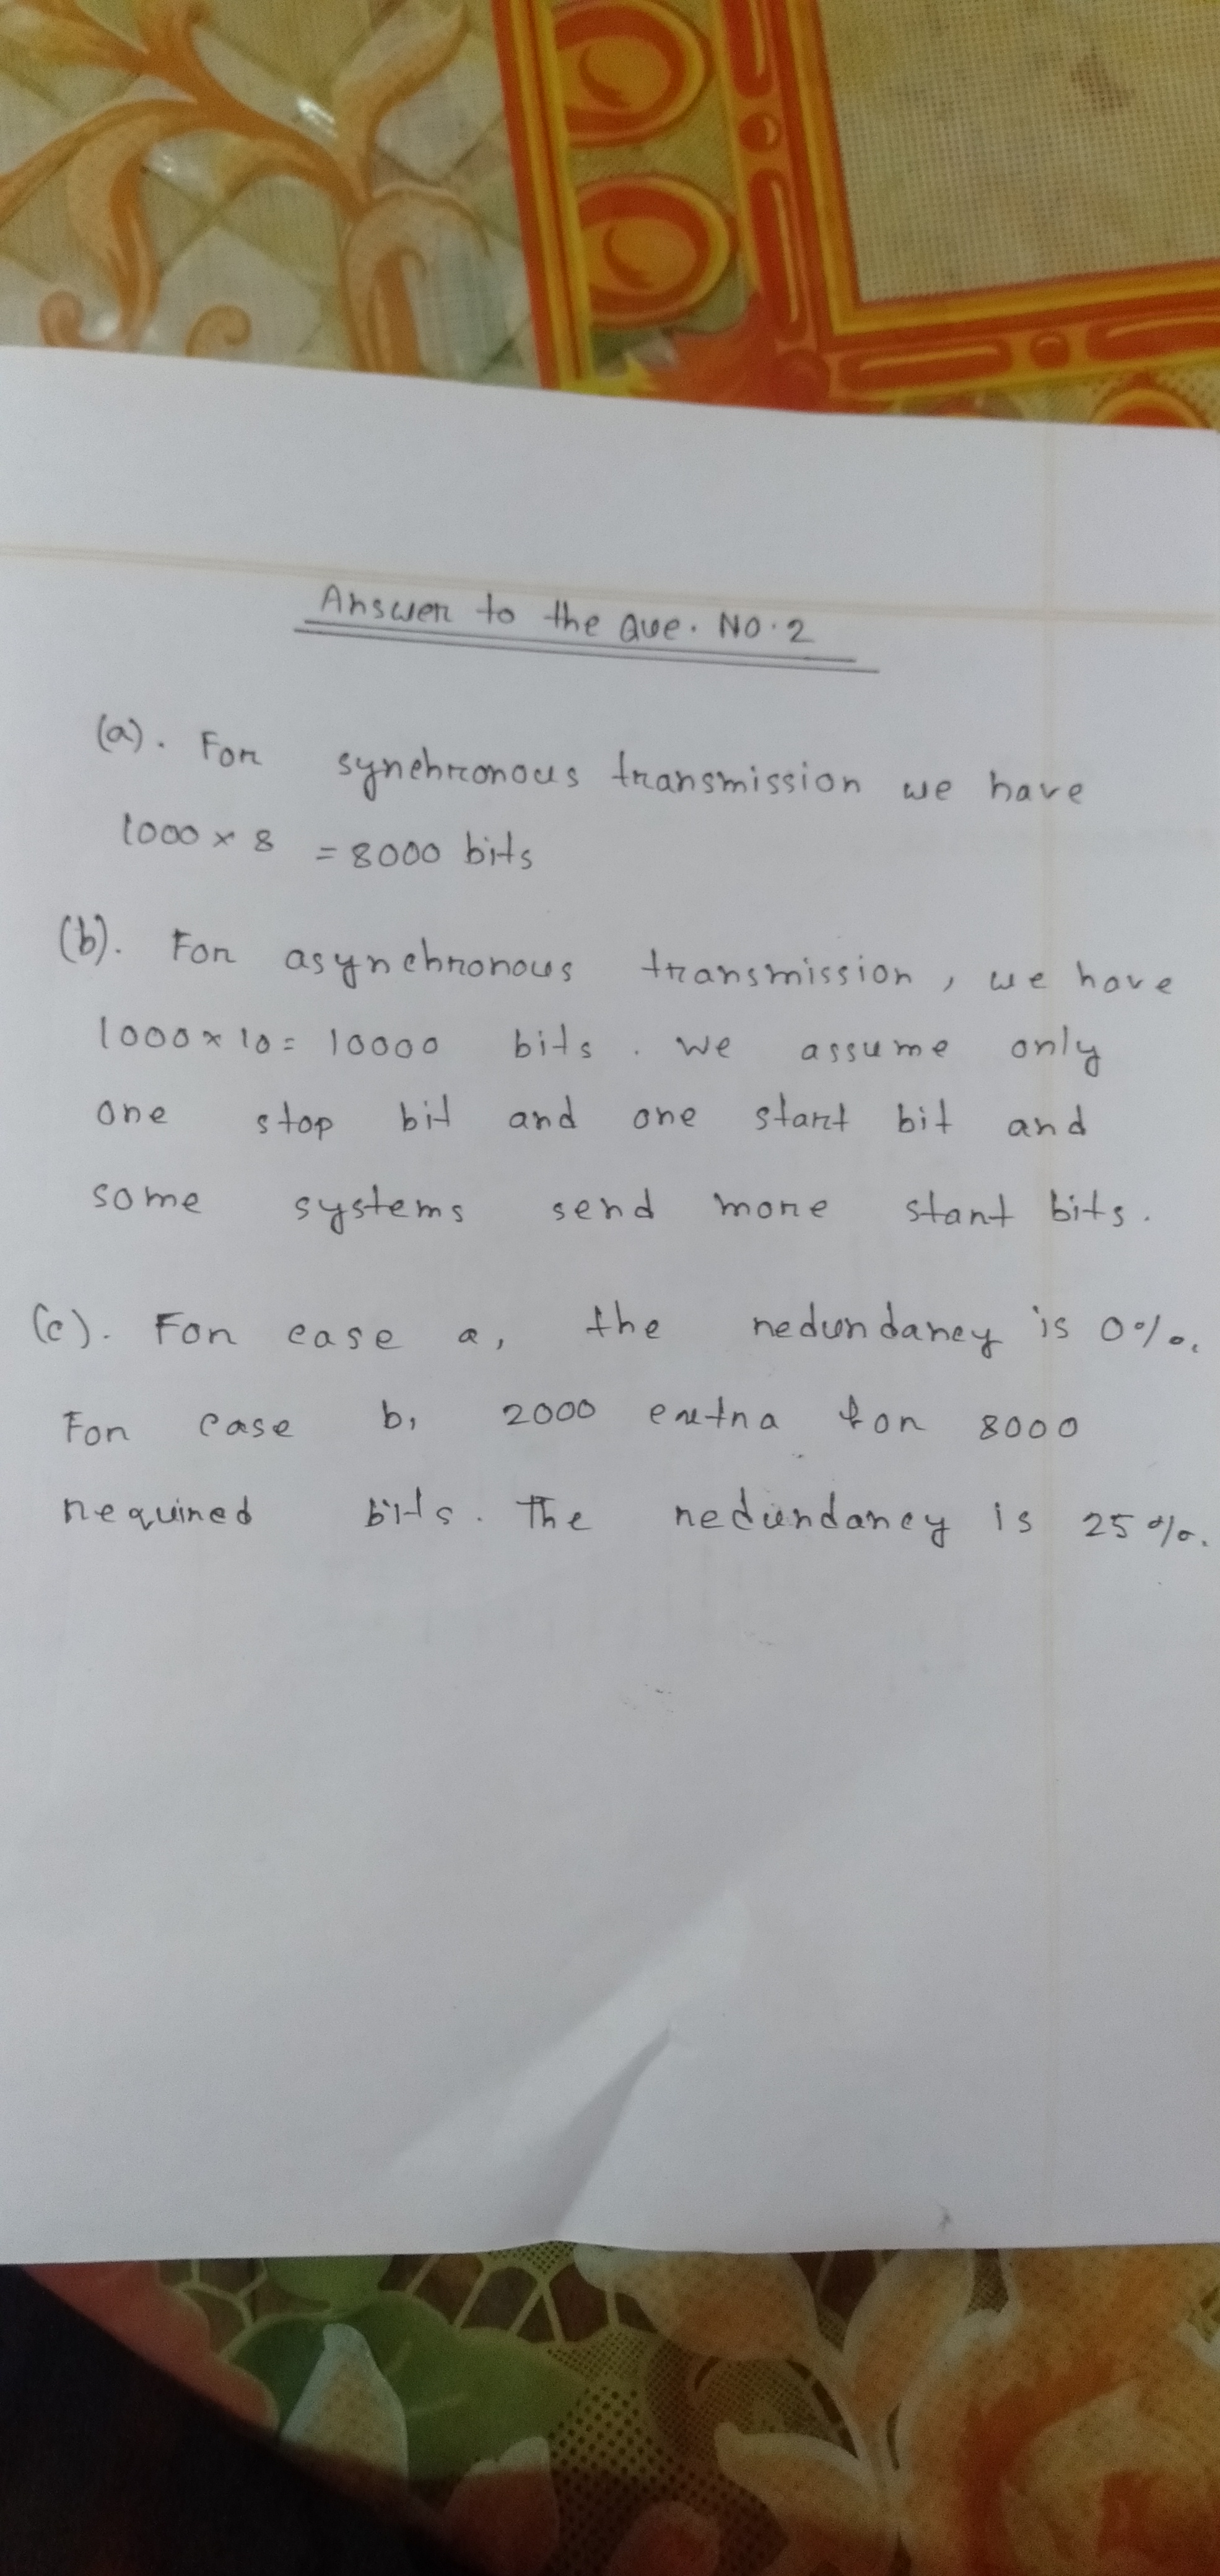 Answer to the Que. No.2
(a). For synchronous transmission we have
1000 × 8 = 8000 bits
(b). For asynchronous transmission, we have
1000 × 10 = 10000 bits. We assume only
one stop bit and one start bit and
some systems send more start bits.
(c). For case a, the redundancy is 0%.
For case b, 2000 extra for 8000
required bits. The redundancy is 25%.